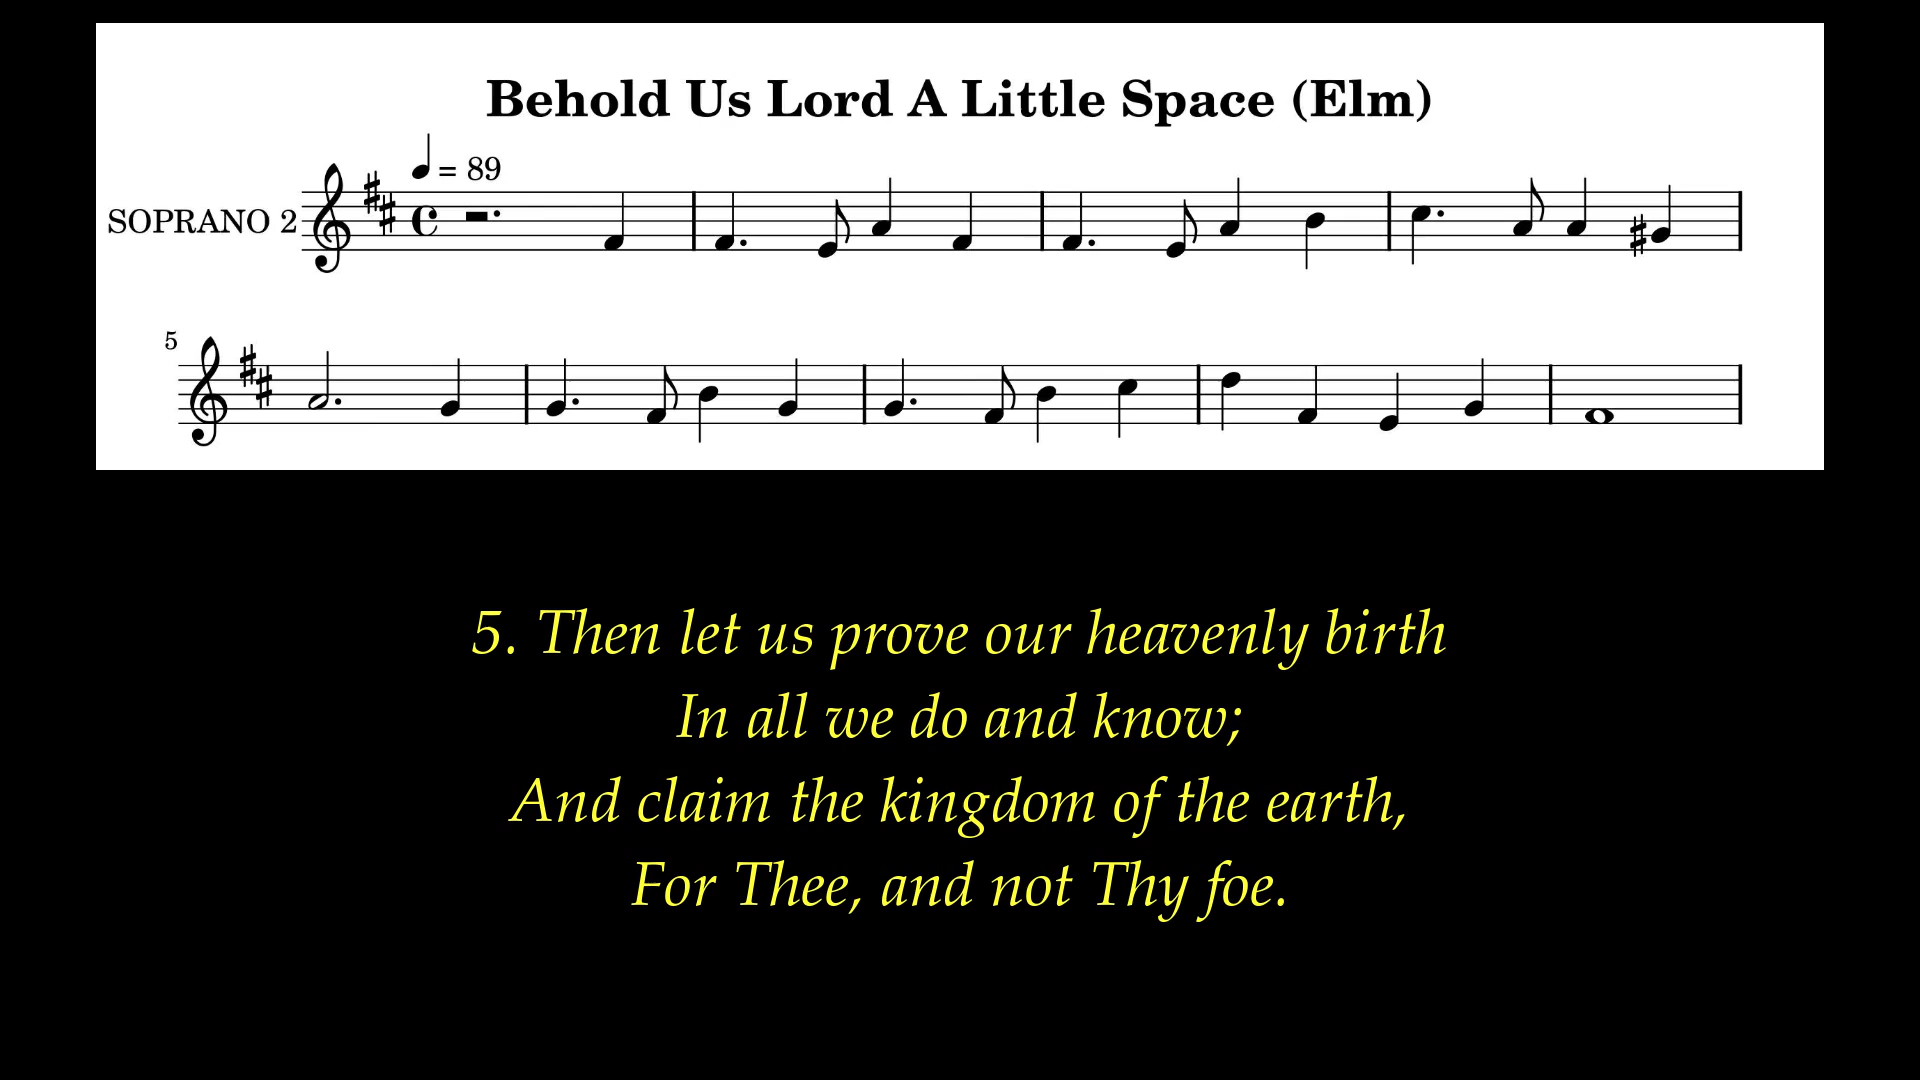 Behold Us Lord A Little Space (Elm)
= 89
SOPRANO 2
5
5. Then let us prove our heavenly birth
In all we do and know;
And claim the kingdom of the earth,
For Thee, and not Thy foe.